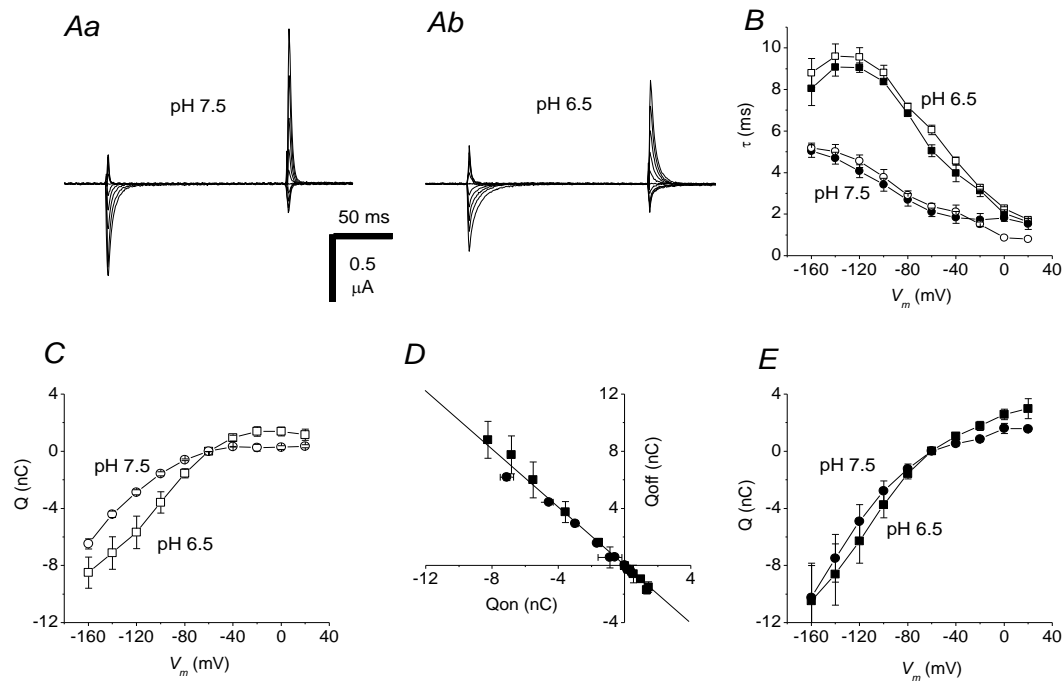 Aa
Ab
B
pH 7.5
pH 6.5
50 ms
0.5
μA
10
8
6
4
2
0
τ (ms)
pH 6.5
pH 7.5
-160
-120
-80
-40
0
40
V_m (mV)
C
D
E
4
0
-4
-8
-12
Q (nC)
pH 7.5
pH 6.5
-160
-120
-80
-40
0
40
V_m (mV)
12
8
4
-4
Qoff (nC)
-12
-8
-4
0
4
Qon (nC)
4
0
-4
-8
-12
Q (nC)
pH 7.5
pH 6.5
-160
-120
-80
-40
0
40
V_m (mV)